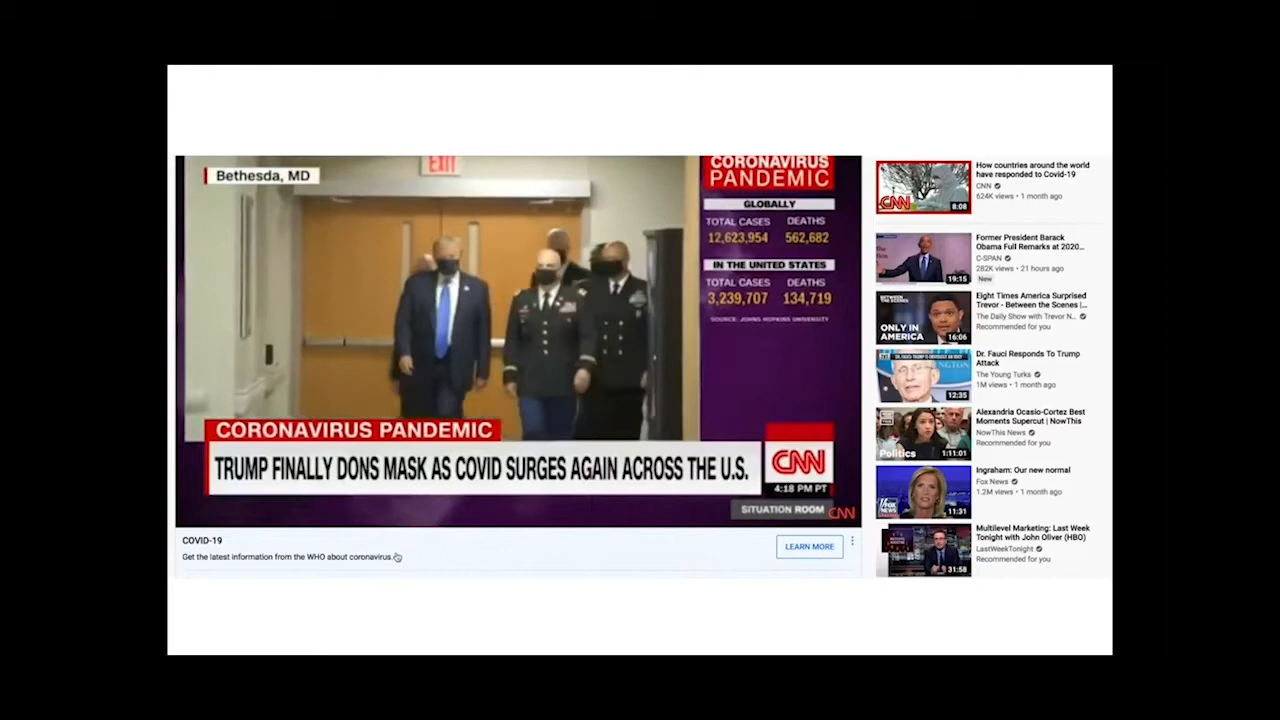 EXIT
Bethesda, MD
CORONAVIRUS
PANDEMIC
GLOBALLY
TOTAL CASES DEATHS
12,623,954 562,682
IN THE UNITED STATES
TOTAL CASES DEATHS
3,239,707 134,719
SOURCE: JOHNS HOPKINS UNIVERSITY
CORONAVIRUS PANDEMIC
TRUMP FINALLY DONS MASK AS COVID SURGES AGAIN ACROSS THE U.S.
CNN
4:18 PM PT
SITUATION ROOM CNN
COVID-19
Get the latest information from the WHO about coronavirus.
LEARN MORE
CNN
8:08
How countries around the world
have responded to Covid-19
CNN
624K views • 1 month ago
19:15
Former President Barack
Obama Full Remarks at 2020...
C-SPAN
282K views • 21 hours ago
New
BETWEEN
THE SCENES
ONLY IN
AMERICA
16:06
Eight Times America Surprised
Trevor - Between the Scenes |...
The Daily Show with Trevor N...
Recommended for you
12:35
Dr. Fauci Responds To Trump
Attack
The Young Turks
1M views • 1 month ago
Politics
1:11:01
Alexandria Ocasio-Cortez Best
Moments Supercut | NowThis
NowThis News
Recommended for you
FOX
NEWS
11:31
Ingraham: Our new normal
Fox News
1.2M views • 1 month ago
31:58
Multilevel Marketing: Last Week
Tonight with John Oliver (HBO)
LastWeekTonight
Recommended for you